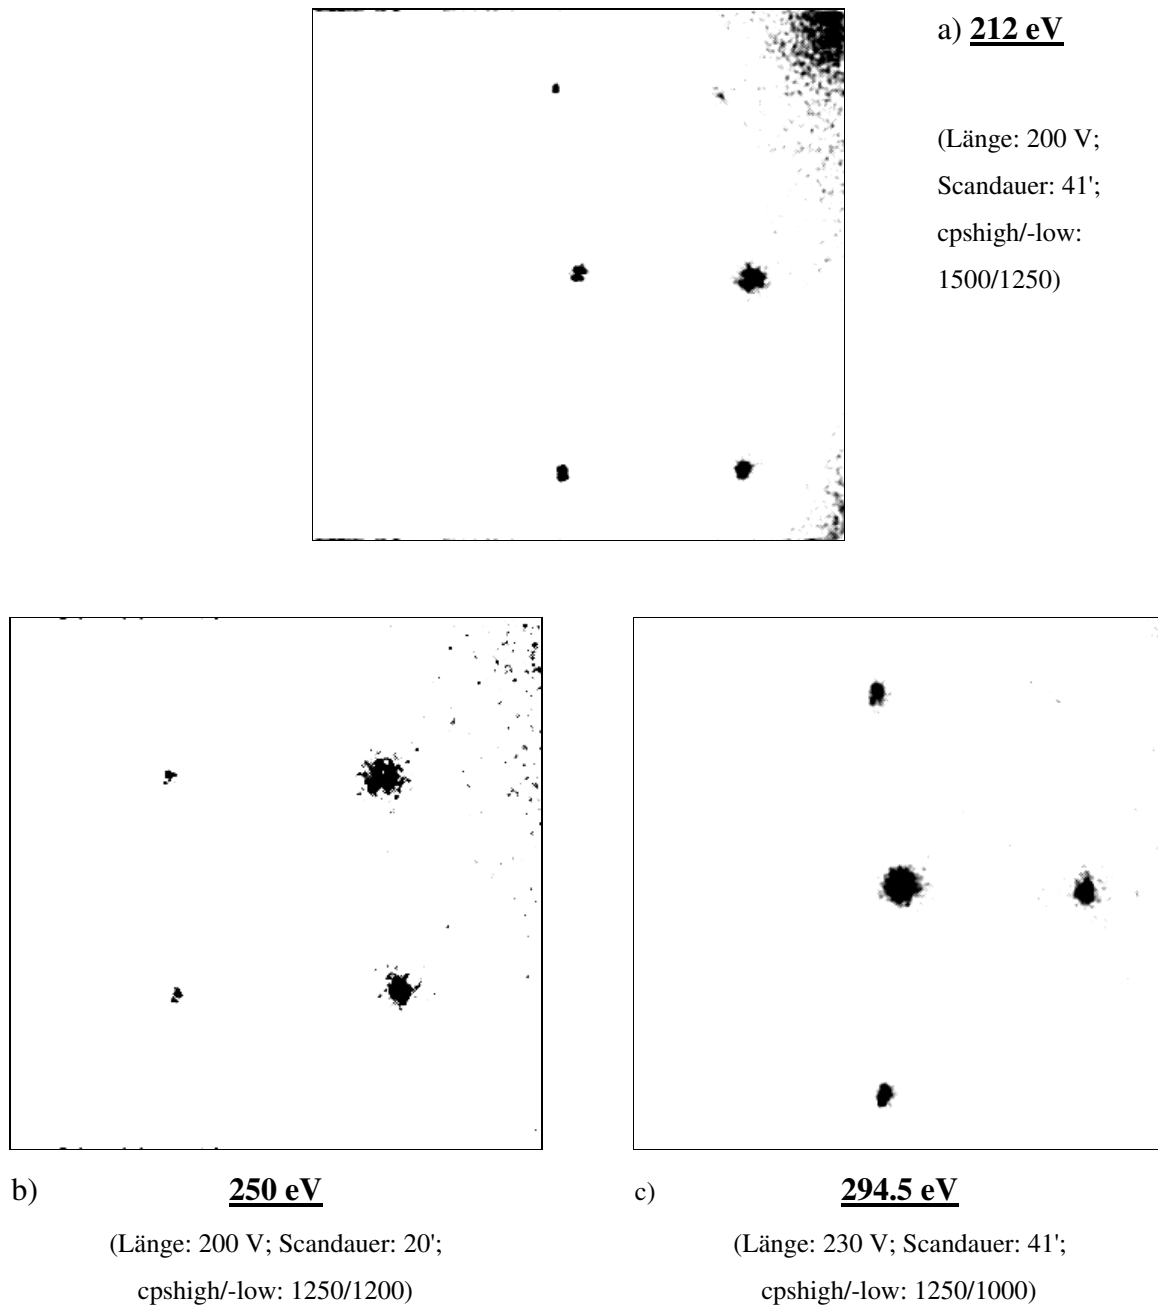 a) 212 eV
(Länge: 200 V;
Scandauer: 41';
cpshigh/-low:
1500/1250)
b) 250 eV
(Länge: 200 V; Scandauer: 20';
cpshigh/-low: 1250/1200)
c) 294.5 eV
(Länge: 230 V; Scandauer: 41';
cpshigh/-low: 1250/1000)